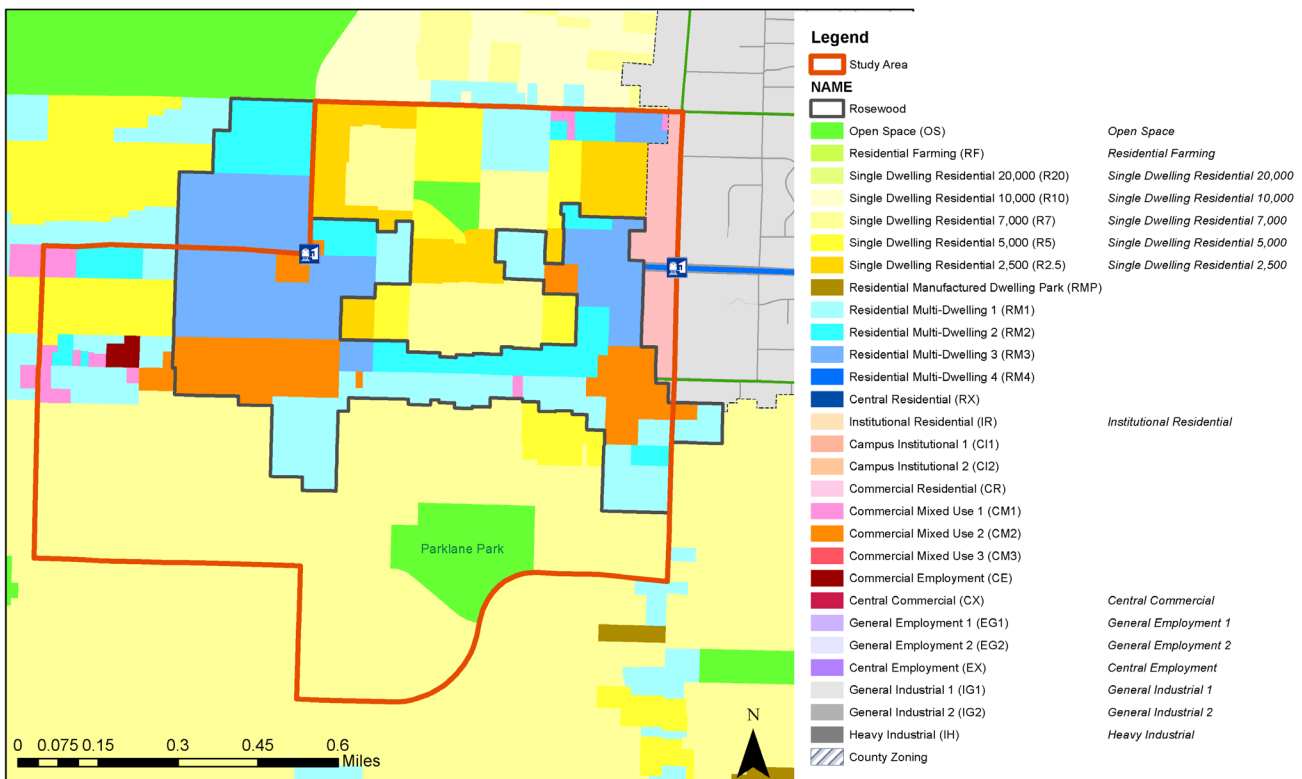 Legend
Study Area
NAME
Rosewood
Open Space (OS) Open Space
Residential Farming (RF) Residential Farming
Single Dwelling Residential 20,000 (R20) Single Dwelling Residential 20,000
Single Dwelling Residential 10,000 (R10) Single Dwelling Residential 10,000
Single Dwelling Residential 7,000 (R7) Single Dwelling Residential 7,000
Single Dwelling Residential 5,000 (R5) Single Dwelling Residential 5,000
Single Dwelling Residential 2,500 (R2.5) Single Dwelling Residential 2,500
Residential Manufactured Dwelling Park (RMP)
Residential Multi-Dwelling 1 (RM1)
Residential Multi-Dwelling 2 (RM2)
Residential Multi-Dwelling 3 (RM3)
Residential Multi-Dwelling 4 (RM4)
Central Residential (RX)
Institutional Residential (IR) Institutional Residential
Campus Institutional 1 (CI1)
Campus Institutional 2 (CI2)
Commercial Residential (CR)
Commercial Mixed Use 1 (CM1)
Commercial Mixed Use 2 (CM2)
Commercial Mixed Use 3 (CM3)
Commercial Employment (CE)
Central Commercial (CX) Central Commercial
General Employment 1 (EG1) General Employment 1
General Employment 2 (EG2) General Employment 2
Central Employment (EX) Central Employment
General Industrial 1 (IG1) General Industrial 1
General Industrial 2 (IG2) General Industrial 2
Heavy Industrial (IH) Heavy Industrial
County Zoning
Parklane Park
N
0 0.075 0.15 0.3 0.45 0.6
Miles